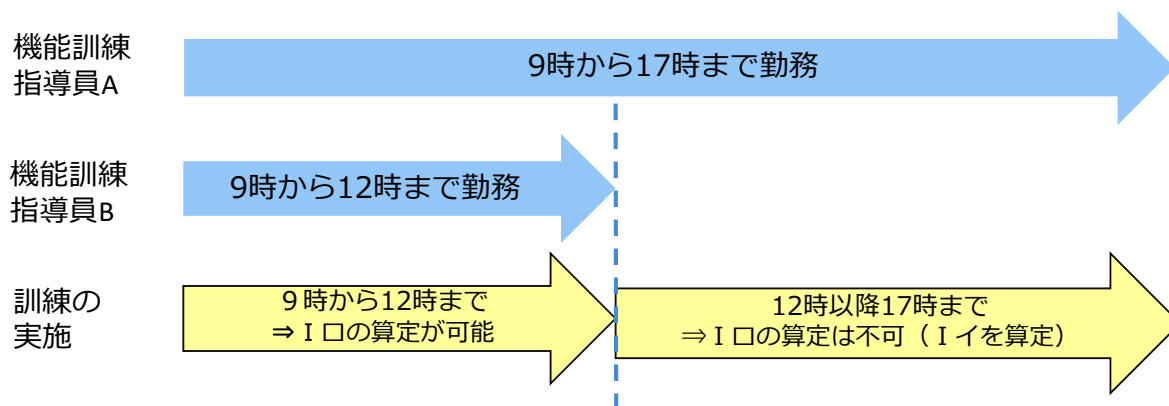 機能訓練
指導員A
9時から17時まで勤務
機能訓練
指導員B
9時から12時まで勤務
訓練の
実施
９時から12時まで
⇒Ⅰロの算定が可能
12時以降17時まで
⇒Ⅰロの算定は不可（Ⅰイを算定）